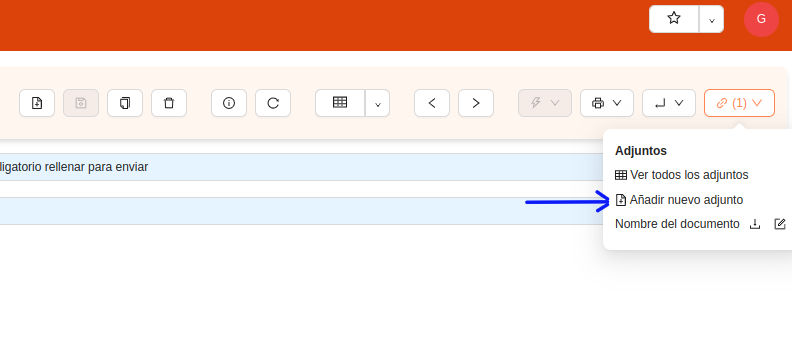 G
(1)
ligatorio rellenar para enviar
Adjuntos
Ver todos los adjuntos
Añadir nuevo adjunto
Nombre del documento